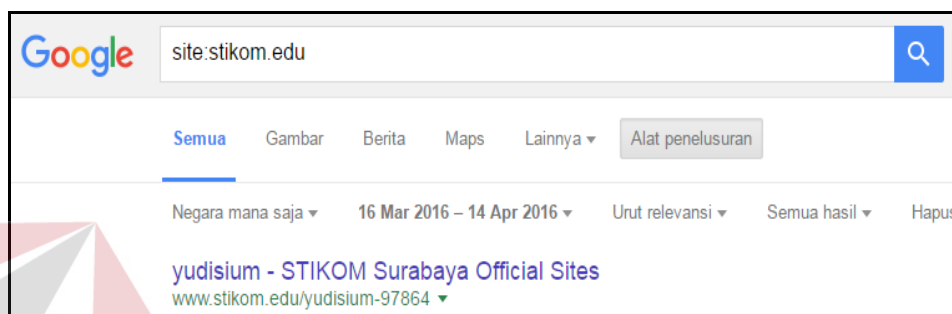 Google site:stikom.edu
Semua Gambar Berita Maps Lainnya Alat penelusuran
Negara mana saja 16 Mar 2016 – 14 Apr 2016 Urut relevansi Semua hasil Hapus
yudisium - STIKOM Surabaya Official Sites
www.stikom.edu/yudisium-97864